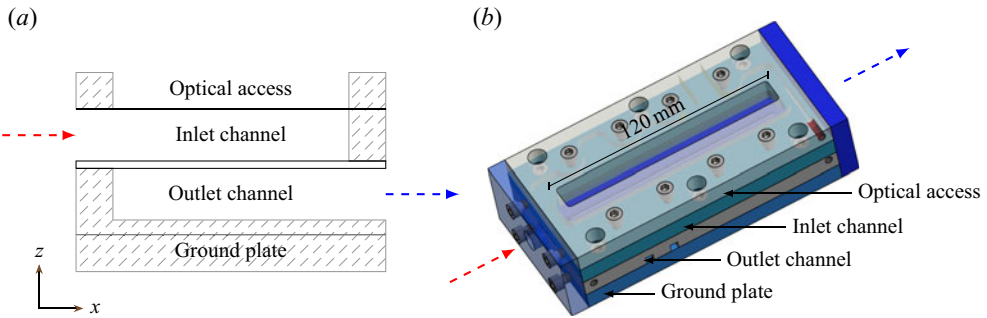 (a)
Optical access
Inlet channel
Outlet channel
Ground plate
z
x
(b)
120 mm
Optical access
Inlet channel
Outlet channel
Ground plate